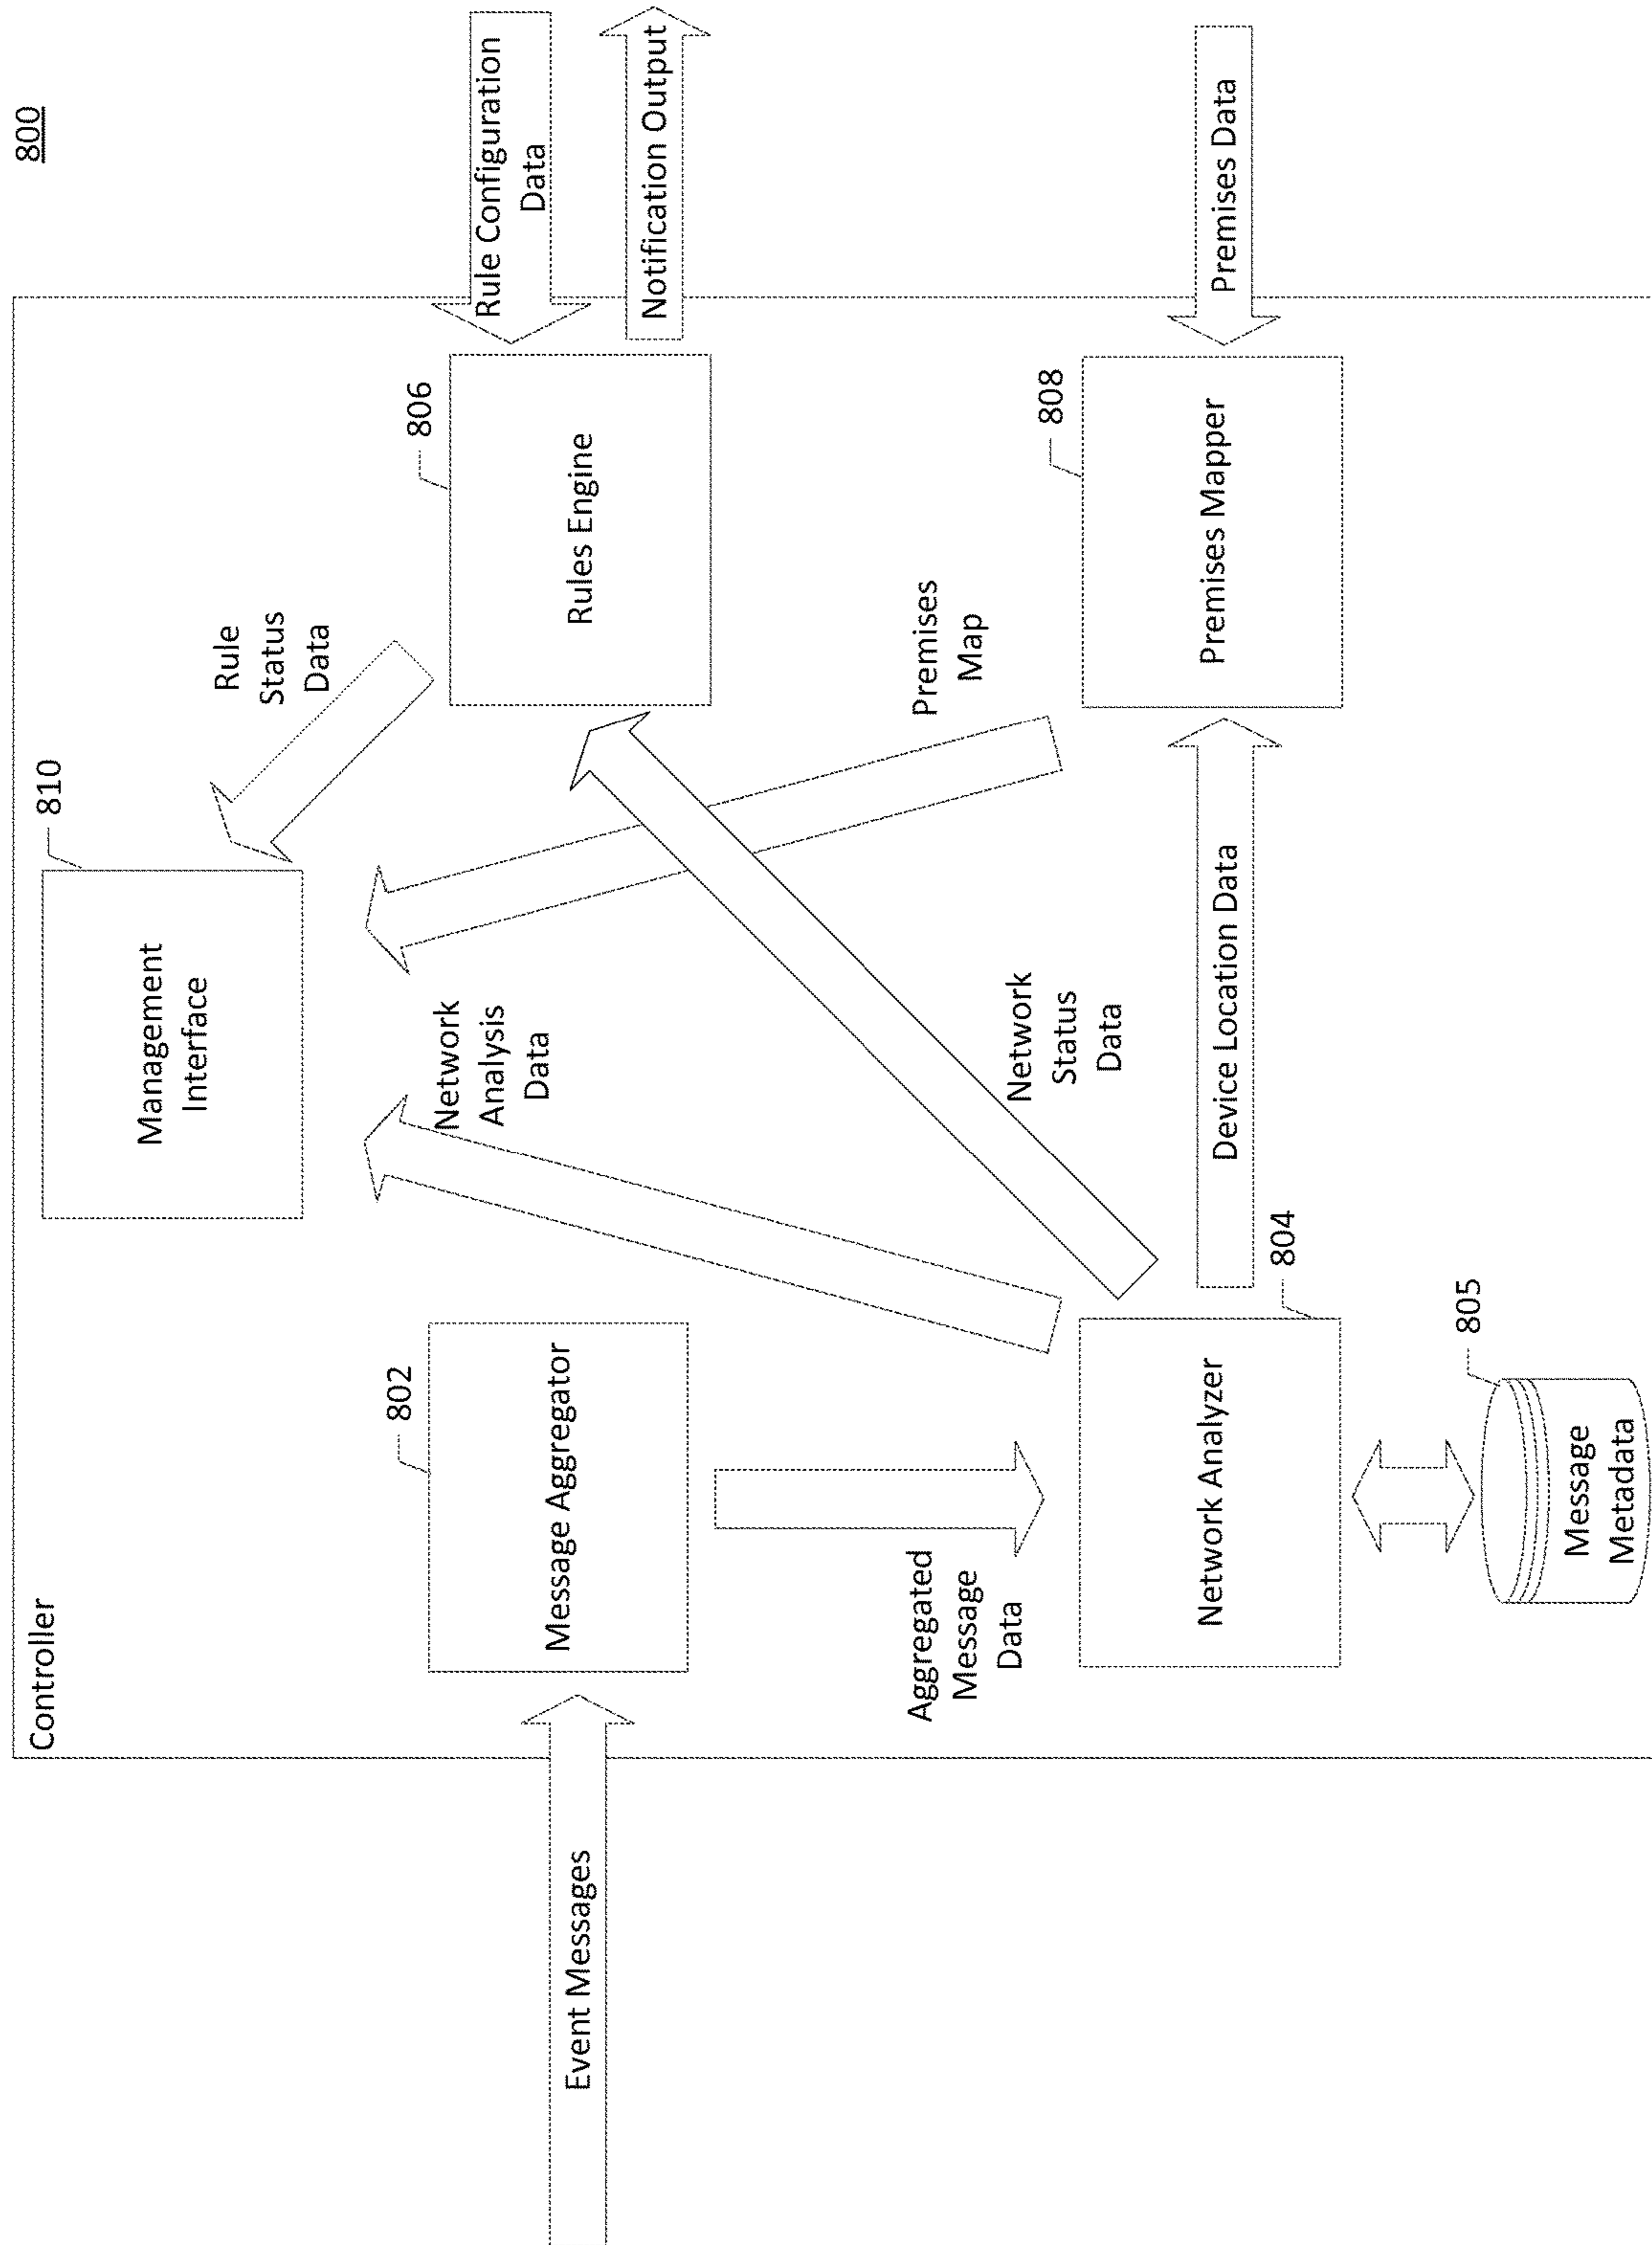 800
Controller
810
Management
Interface
Rule
Status
Data
Rule Configuration
Data
802
806
Event Messages
Message Aggregator
Network
Analysis
Data
Rules Engine
Notification Output
Aggregated
Message
Data
Premises
Map
Network
Status
Data
808
Network Analyzer
804
Device Location Data
Premises Mapper
Premises Data
805
Message
Metadata